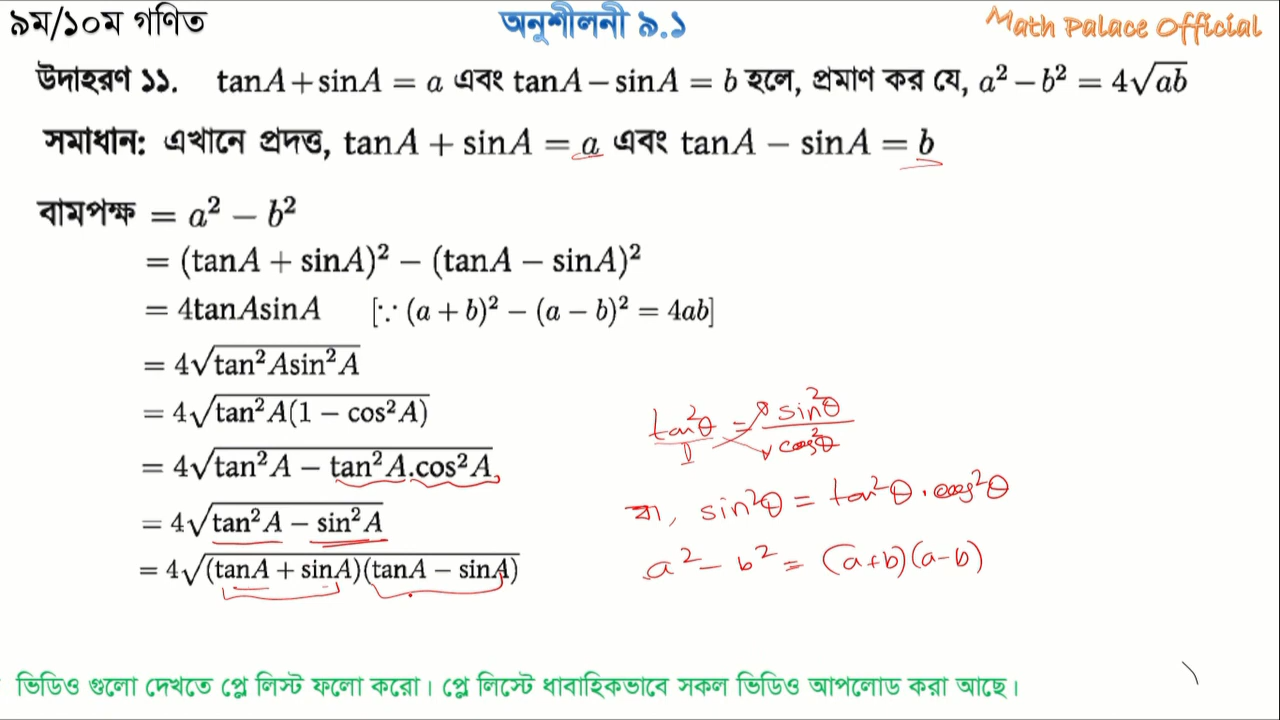 ৯ম/১০ম গণিত
অনুশীলনী ৯.১
Math Palace Official
উদাহরণ ১১. tanA + sinA = a এবং tanA − sinA = b হলে, প্রমাণ কর যে, a² − b² = 4√ab
সমাধান: এখানে প্রদত্ত, tanA + sinA = a এবং tanA − sinA = b
বামপক্ষ = a² − b²
= (tanA + sinA)² − (tanA − sinA)²
= 4tanAsinA [∵ (a + b)² − (a − b)² = 4ab]
= 4√tan²Asin²A
= 4√tan²A(1 − cos²A)
= 4√tan²A − tan²A.cos²A
= 4√tan²A − sin²A
= 4√(tanA + sinA)(tanA − sinA)
tan²θ/1 = sin²θ/cos²θ
বা, sin²θ = tan²θ . cos²θ
a² − b² = (a+b)(a−b)
ভিডিও গুলো দেখতে প্লে লিস্ট ফলো করো। প্লে লিস্টে ধাবাহিকভাবে সকল ভিডিও আপলোড করা আছে।